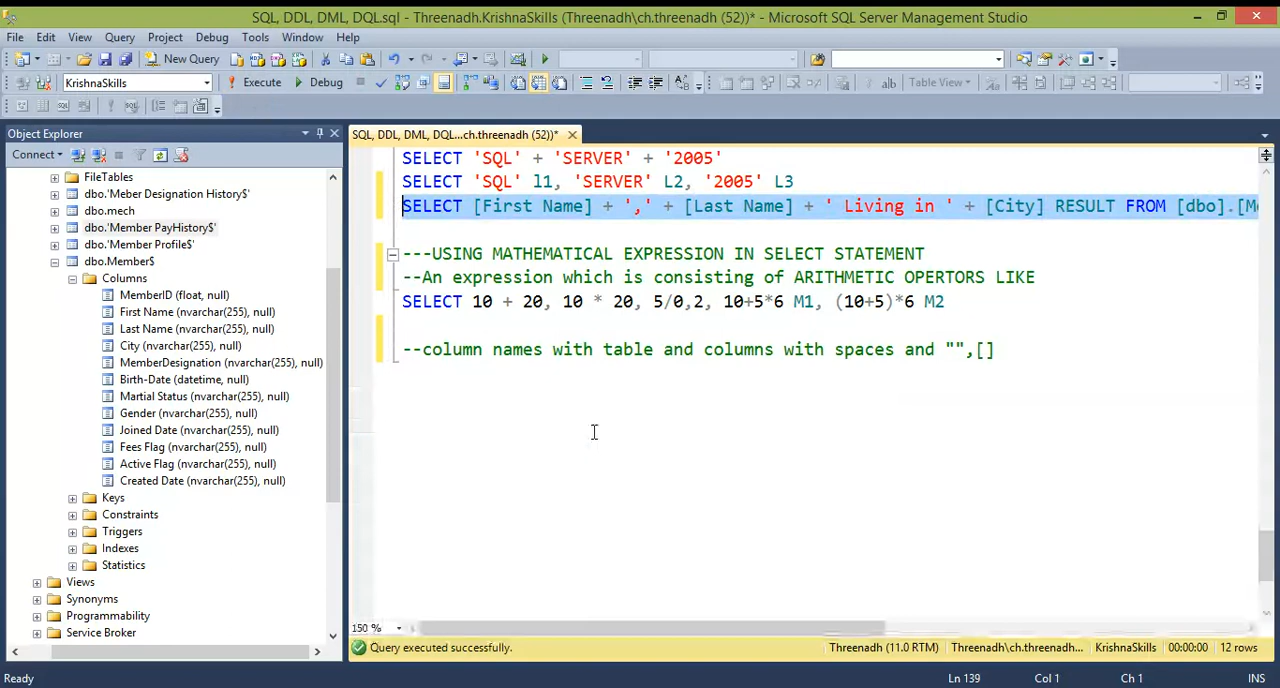 SQL, DDL, DML, DQL.sql - Threenadh.KrishnaSkills (Threenadh\ch.threenadh (52))* - Microsoft SQL Server Management Studio
File Edit View Query Project Debug Tools Window Help
New Query
KrishnaSkills Execute Debug Table View
Object Explorer
SQL, DDL, DML, DQL...ch.threenadh (52))*
Connect
FileTables
dbo.'Meber Designation History$'
dbo.mech
dbo.'Member PayHistory$'
dbo.'Member Profile$'
dbo.Member$
Columns
MemberID (float, null)
First Name (nvarchar(255), null)
Last Name (nvarchar(255), null)
City (nvarchar(255), null)
MemberDesignation (nvarchar(255), null)
Birth-Date (datetime, null)
Martial Status (nvarchar(255), null)
Gender (nvarchar(255), null)
Joined Date (nvarchar(255), null)
Fees Flag (nvarchar(255), null)
Active Flag (nvarchar(255), null)
Created Date (nvarchar(255), null)
Keys
Constraints
Triggers
Indexes
Statistics
Views
Synonyms
Programmability
Service Broker
SELECT 'SQL' + 'SERVER' + '2005'
SELECT 'SQL' l1, 'SERVER' L2, '2005' L3
SELECT [First Name] + ',' + [Last Name] + ' Living in ' + [City] RESULT FROM [dbo].[Me
---USING MATHEMATICAL EXPRESSION IN SELECT STATEMENT
--An expression which is consisting of ARITHMETIC OPERTORS LIKE
SELECT 10 + 20, 10 * 20, 5/0,2, 10+5*6 M1, (10+5)*6 M2
--column names with table and columns with spaces and "",[]
150 %
Query executed successfully. Threenadh (11.0 RTM) Threenadh\ch.threenadh... KrishnaSkills 00:00:00 12 rows
Ready Ln 139 Col 1 Ch 1 INS